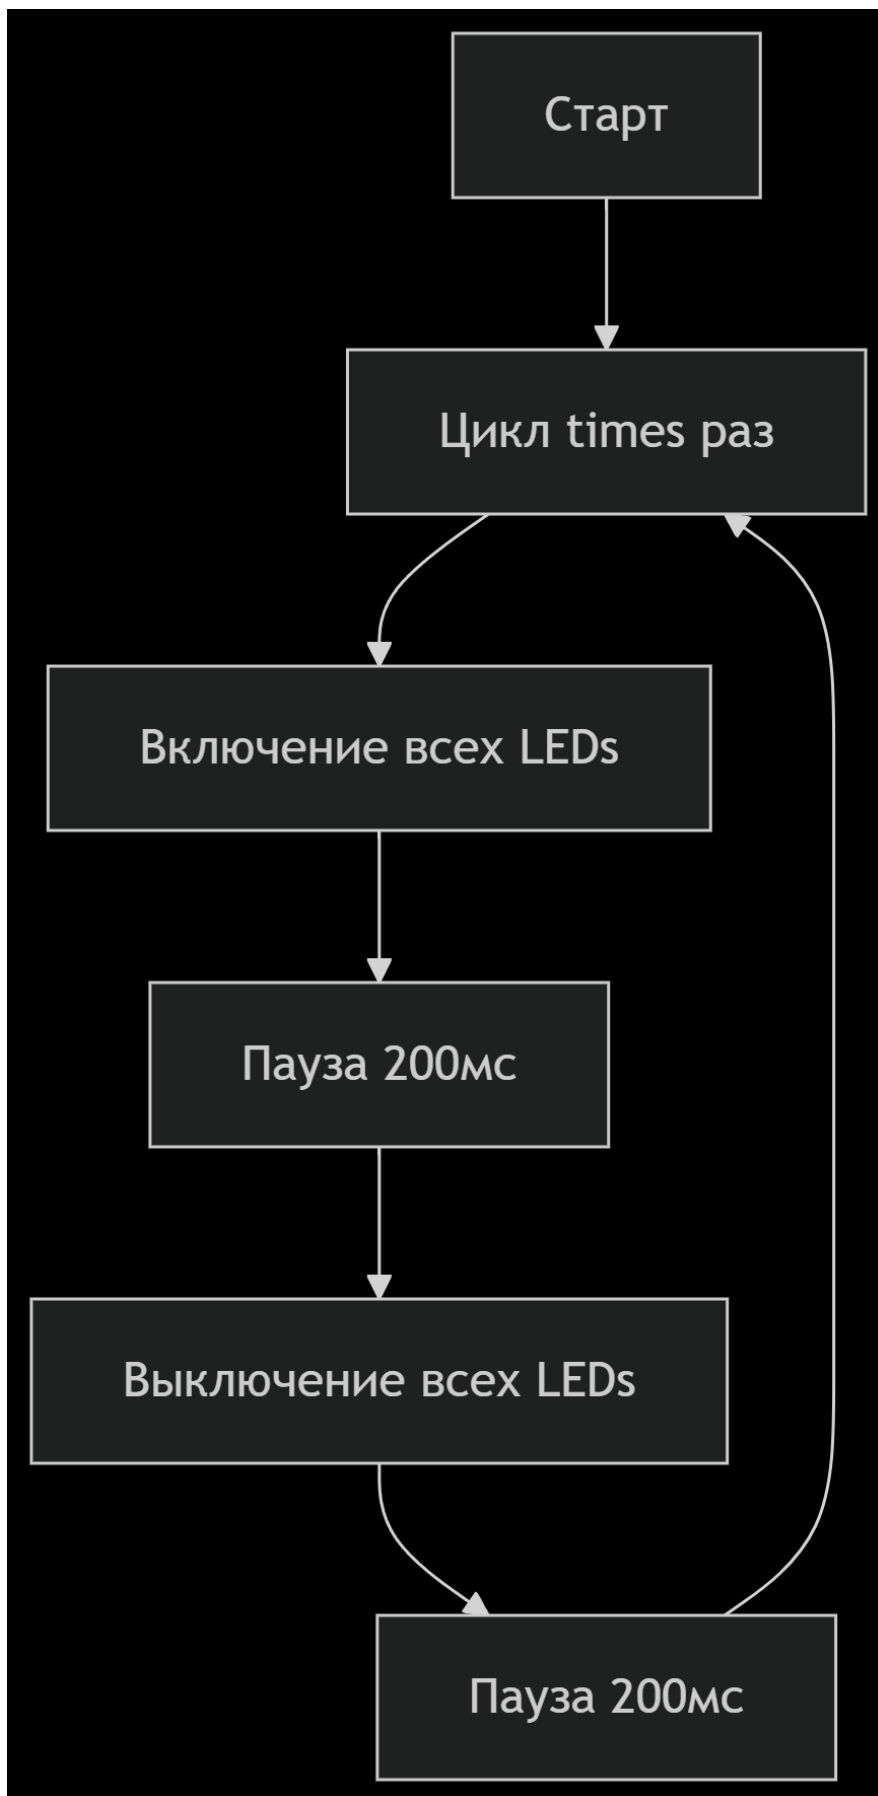 Старт
Цикл times раз
Включение всех LEDs
Пауза 200мс
Выключение всех LEDs
Пауза 200мс